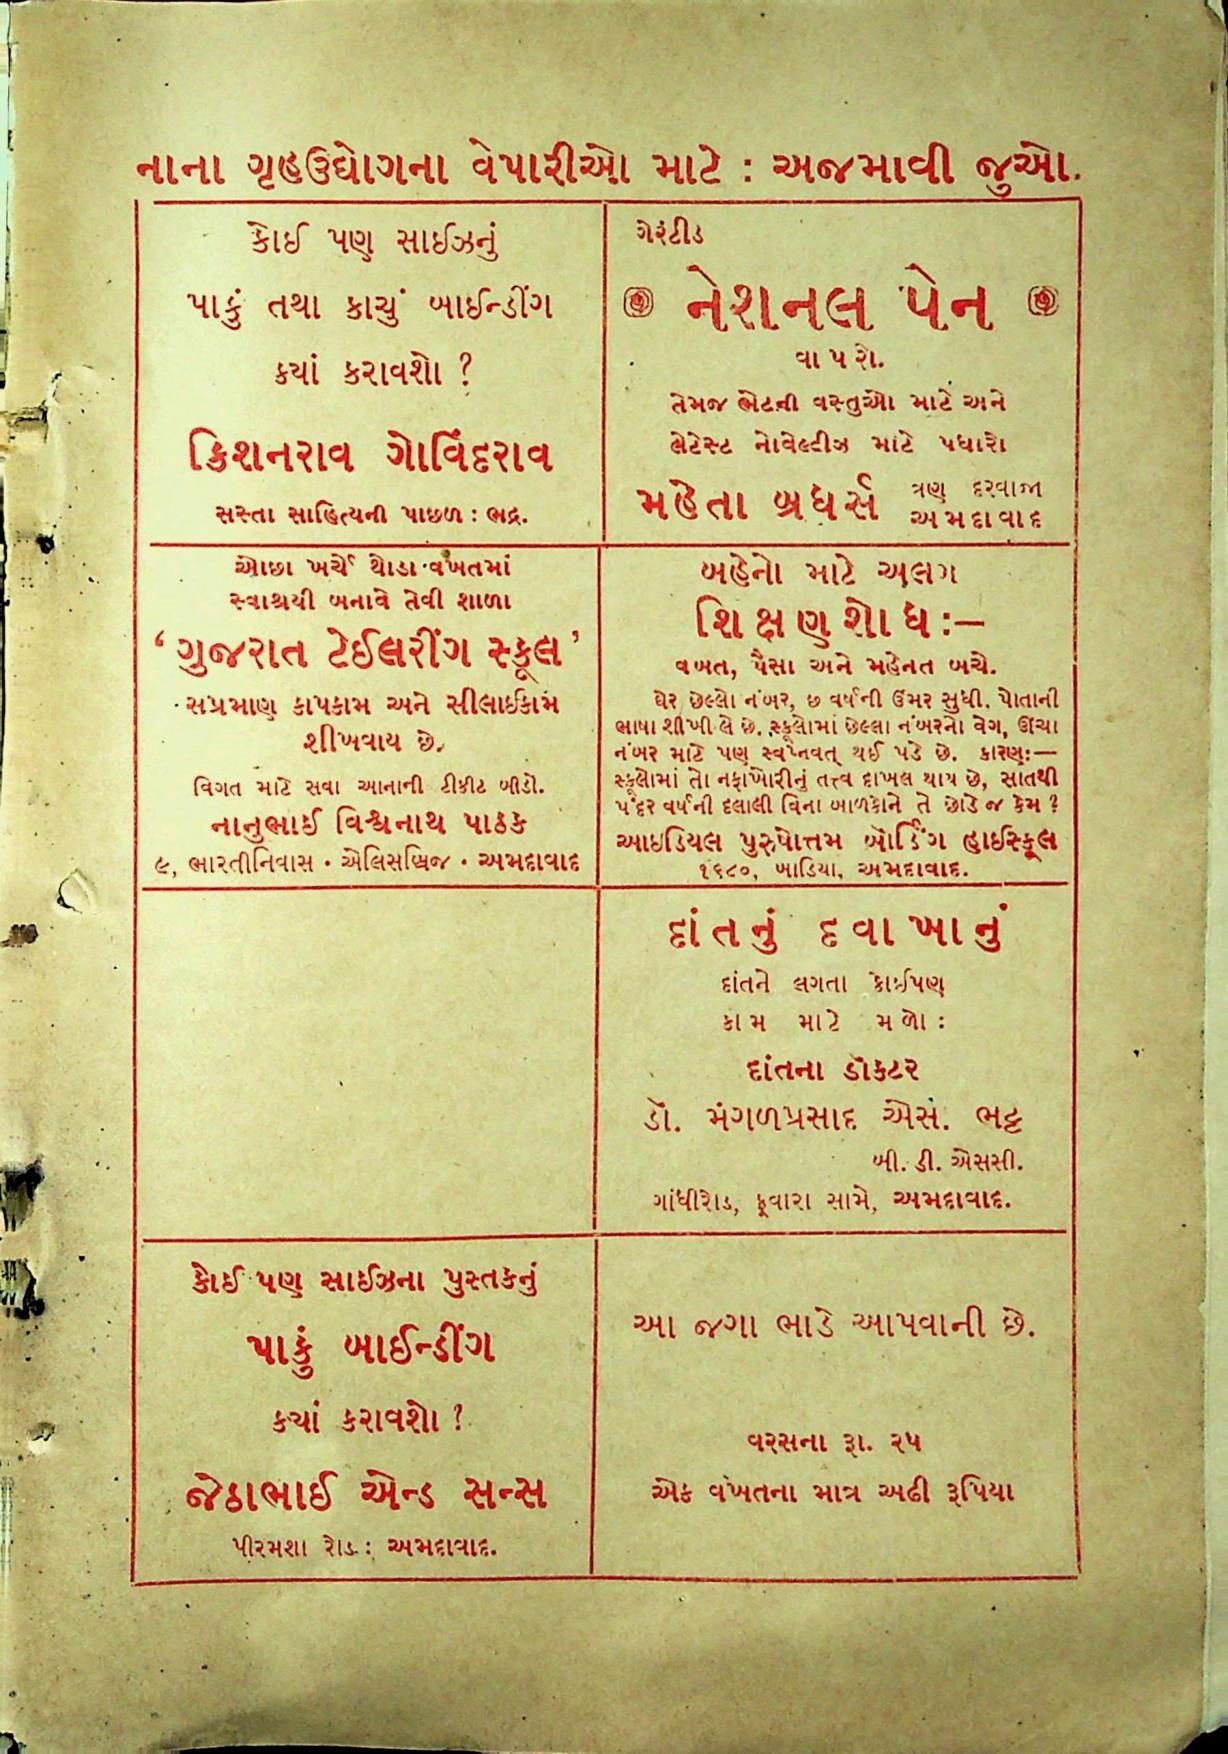 નાના ગૃહઉદ્યોગના વેપારીઓ માટે : અજમાવી જુઓ.
કોઈ પણ સાઈઝનું
પાકું તથા કાચું બાઈન્ડીંગ
કયાં કરાવશો ?
કિશનરાવ ગોવિંદરાવ
સસ્તા સાહિત્યની પાછળ : ભદ્ર.
ગેરંટીડ
નેશનલ પેન
વા પ રો.
તેમજ ભેટની વસ્તુઓ માટે અને
લેટેસ્ટ નોવેલ્ટીઝ માટે પધારો
મહેતા બ્રધર્સ ત્રણ દરવાજા
અમદાવાદ
ઓછા ખર્ચે થોડા વખતમાં
સ્વાશ્રયી બનાવે તેવી શાળા
‘ ગુજરાત ટેઈલરીંગ સ્કૂલ ’
સપ્રમાણ કાપકામ અને સીલાઈકામ
શીખવાય છે.
વિગત માટે સવા આનાની ટીકીટ બીડો.
નાનુભાઈ વિશ્વનાથ પાઠક
૯, ભારતીનિવાસ · એલિસબ્રિજ · અમદાવાદ
બહેનો માટે અલગ
શિ ક્ષ ણ શો ધ :—
વખત, પૈસા અને મહેનત બચે.
ઘેર છેલ્લો નંબર, છ વર્ષની ઉંમર સુધી. પોતાની
ભાષા શીખી લે છે. સ્કૂલોમાં છેલ્લા નંબરનો વેગ, ઊંચા
નંબર માટે પણ સ્વપ્નવત્ થઈ પડે છે. કારણ:—
સ્કૂલોમાં તો નફાખોરીનું તત્ત્વ દાખલ થાય છે, સાતથી
પંદર વર્ષની દલાલી વિના બાળકોને તે છોડે જ કેમ ?
આઇડિયલ પુરુષોત્તમ બૉર્ડિંગ હાઈસ્કૂલ
૧૬૮૦, ખાડિયા, અમદાવાદ.
દાંતનું દવાખાનું
દાંતને લગતા કોઈપણ
કામ માટે મળો :
દાંતના ડૉકટર
ડૉ. મંગળપ્રસાદ એસ. ભટ્ટ
બી. ડી. એસસી.
ગાંધીરોડ, ફૂવારા સામે, અમદાવાદ.
કોઈ પણ સાઈઝના પુસ્તકનું
પાકું બાઈન્ડીંગ
કયાં કરાવશો ?
જેઠાભાઈ એન્ડ સન્સ
પીરમશા રોડ : અમદાવાદ.
આ જગા ભાડે આપવાની છે.
વરસના રૂા. ૨૫
એક વખતના માત્ર અઢી રૂપિયા